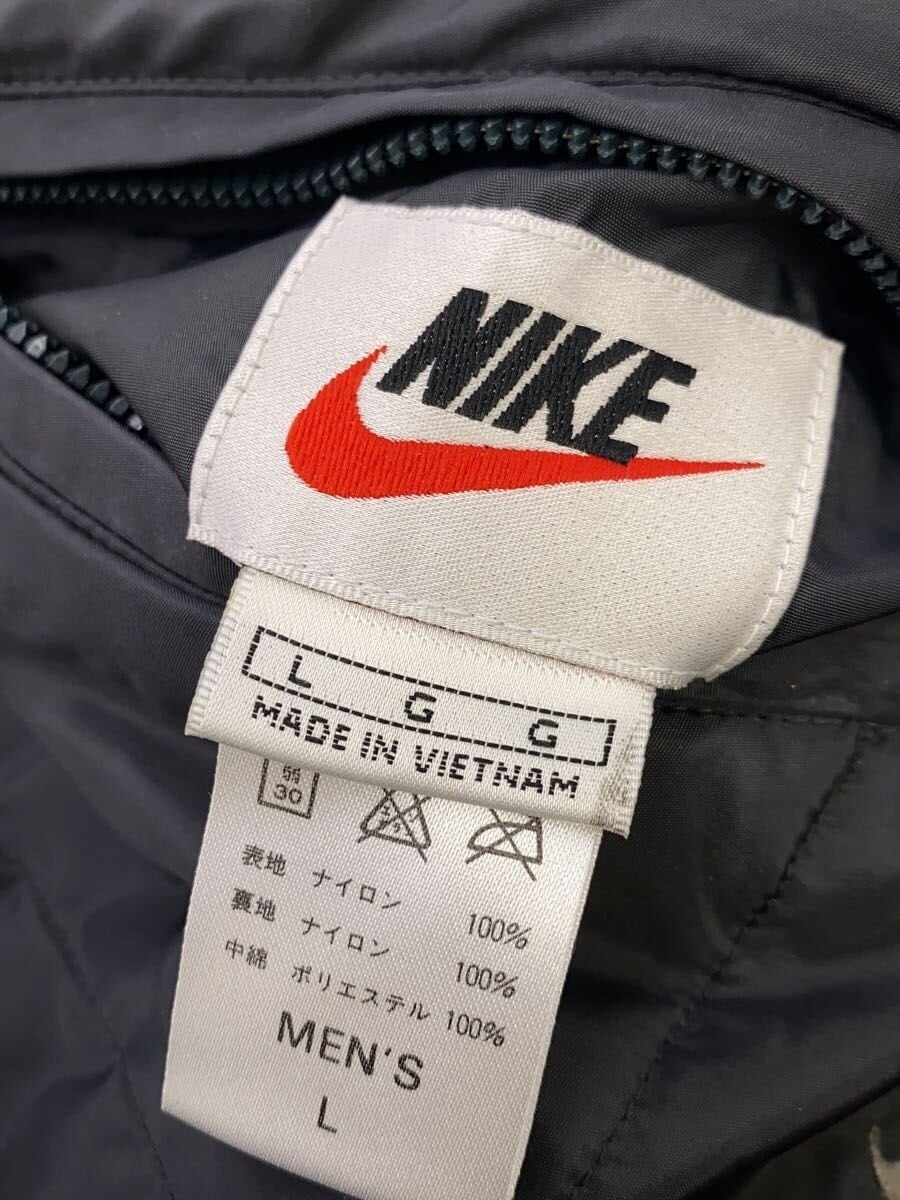 NIKE
L G G
MADE IN VIETNAM
弱
30
表地 ナイロン 100%
裏地 ナイロン 100%
中綿 ポリエステル 100%
MEN'S
L